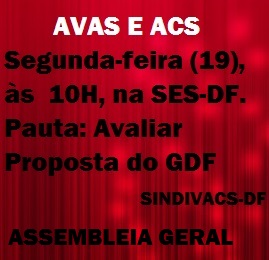 AVAS E ACS
Segunda-feira (19),
às 10H, na SES-DF.
Pauta: Avaliar
Proposta do GDF
SINDIVACS-DF
ASSEMBLEIA GERAL